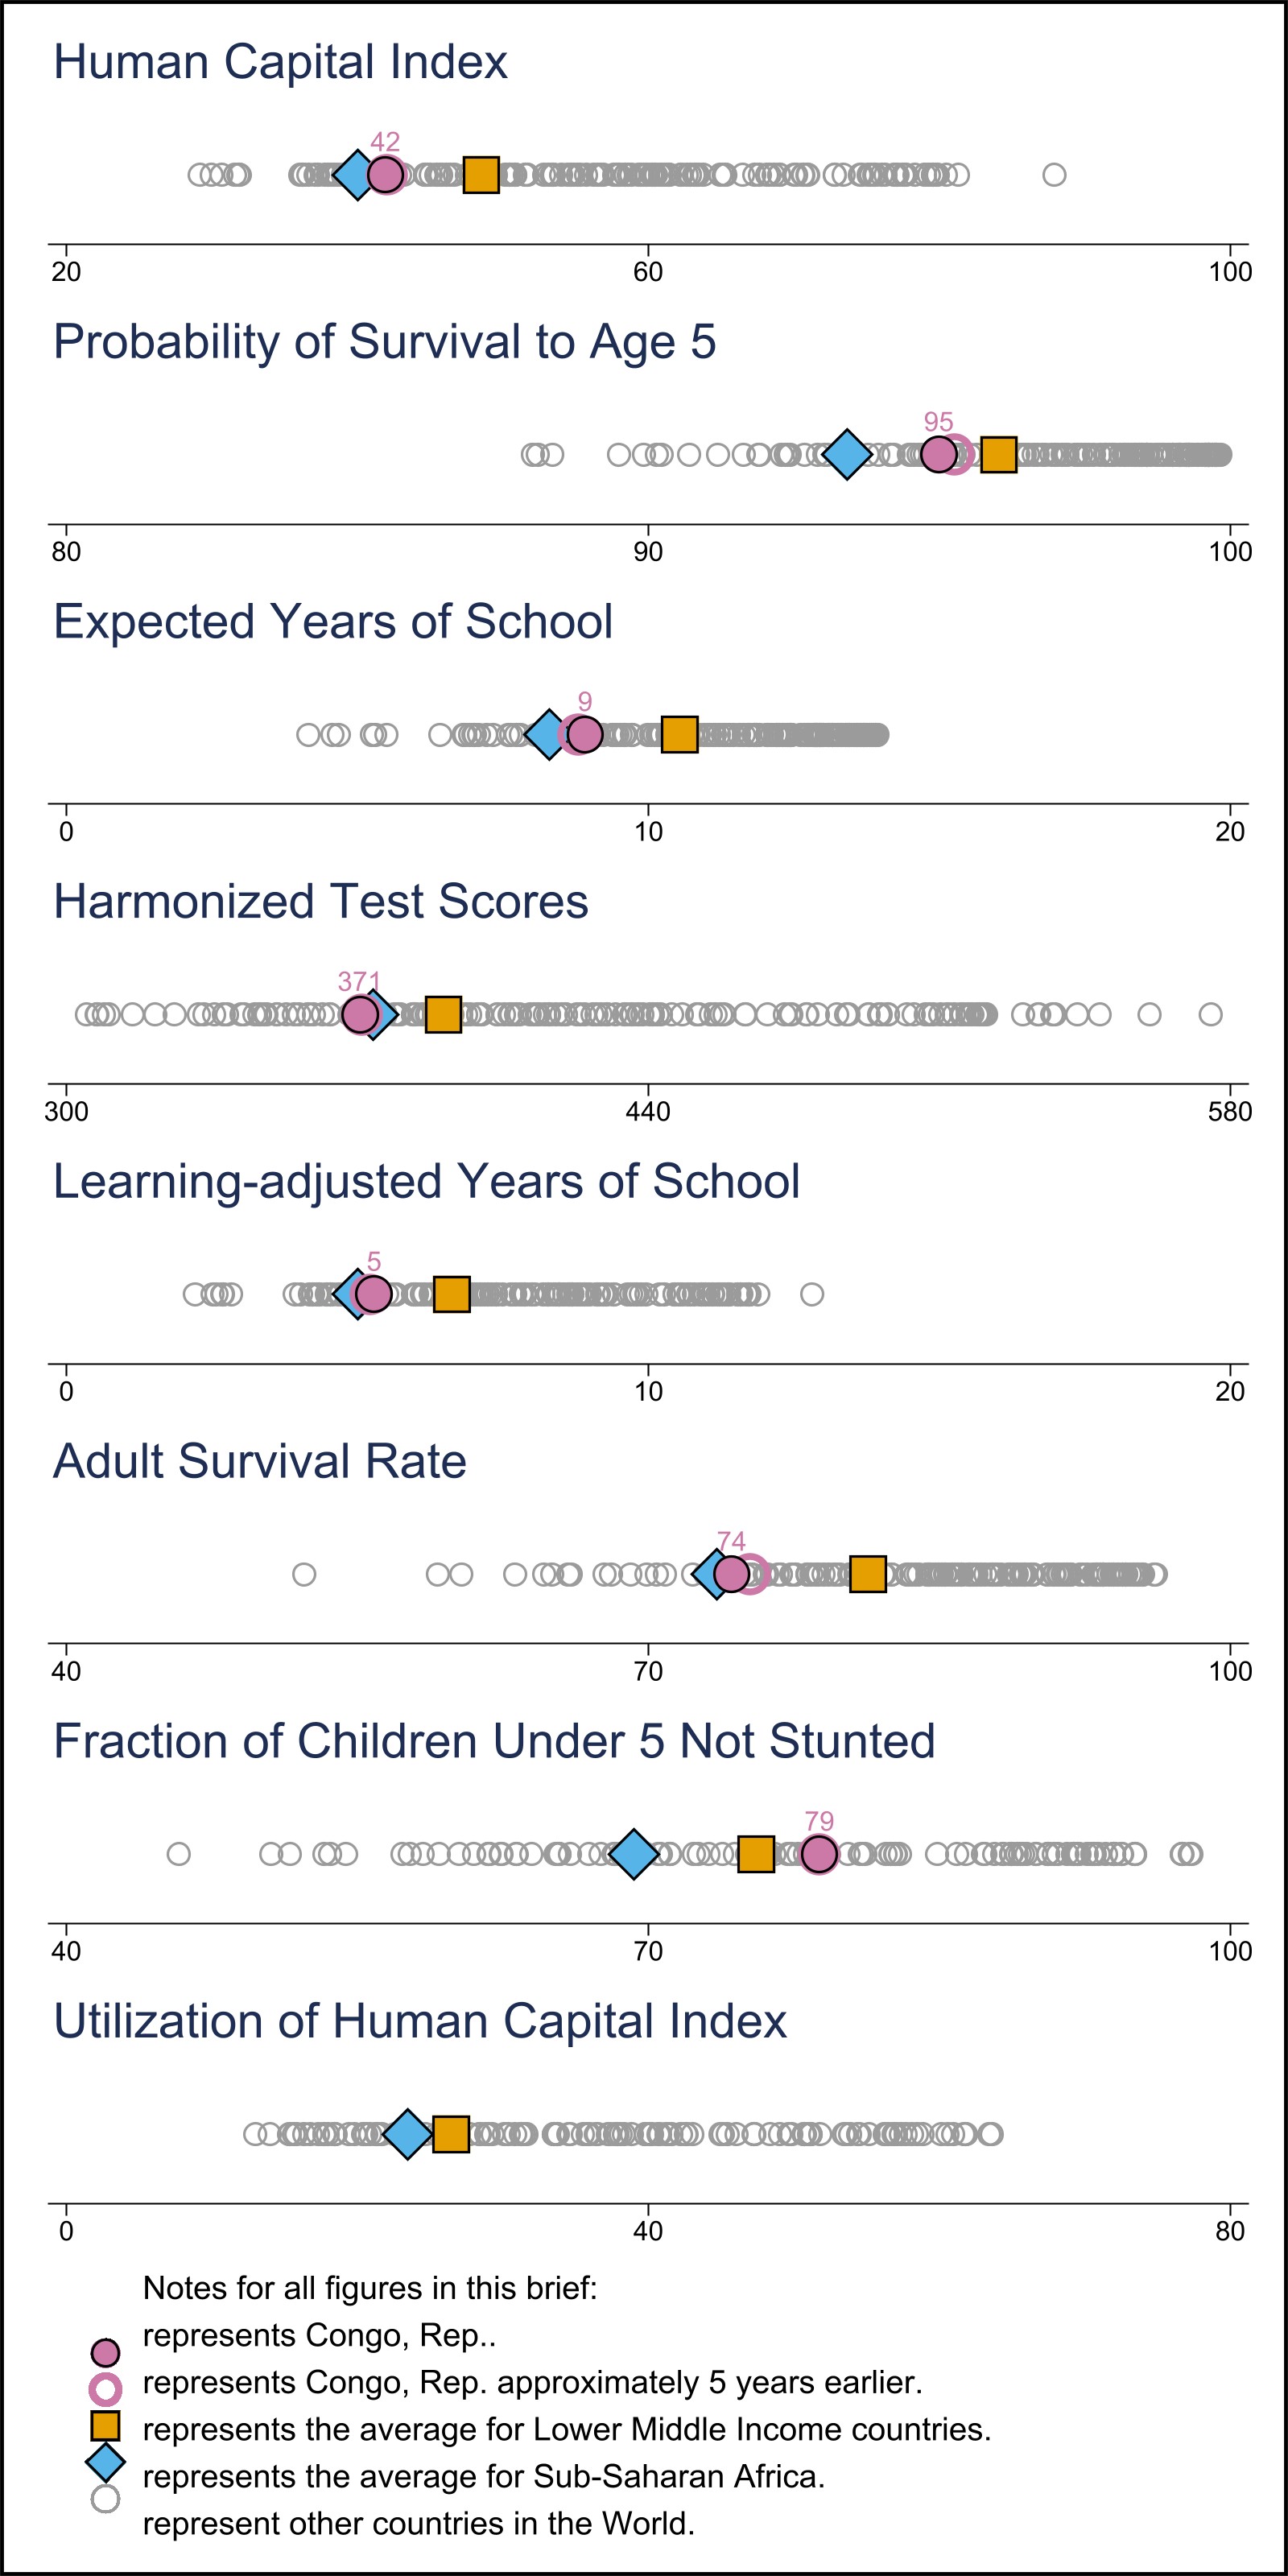 Human Capital Index
42
20 60 100
Probability of Survival to Age 5
95
80 90 100
Expected Years of School
9
0 10 20
Harmonized Test Scores
371
300 440 580
Learning-adjusted Years of School
5
0 10 20
Adult Survival Rate
74
40 70 100
Fraction of Children Under 5 Not Stunted
79
40 70 100
Utilization of Human Capital Index
0 40 80
Notes for all figures in this brief:
represents Congo, Rep..
represents Congo, Rep. approximately 5 years earlier.
represents the average for Lower Middle Income countries.
represents the average for Sub-Saharan Africa.
represent other countries in the World.